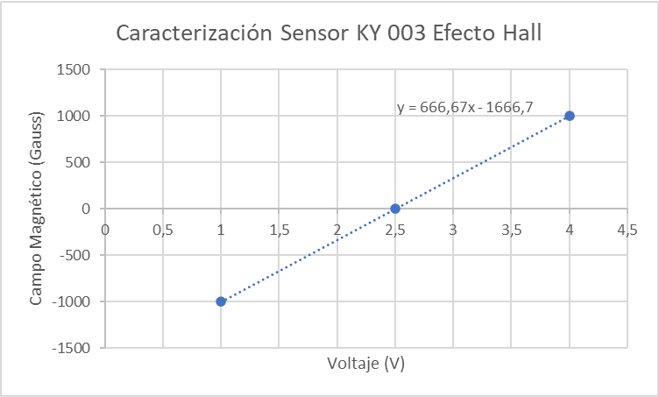 Caracterización Sensor KY 003 Efecto Hall
1500
y = 666,67x - 1666,7
1000
500
0
0 0,5 1 1,5 2 2,5 3 3,5 4 4,5
-500
-1000
-1500
Campo Magnético (Gauss)
Voltaje (V)